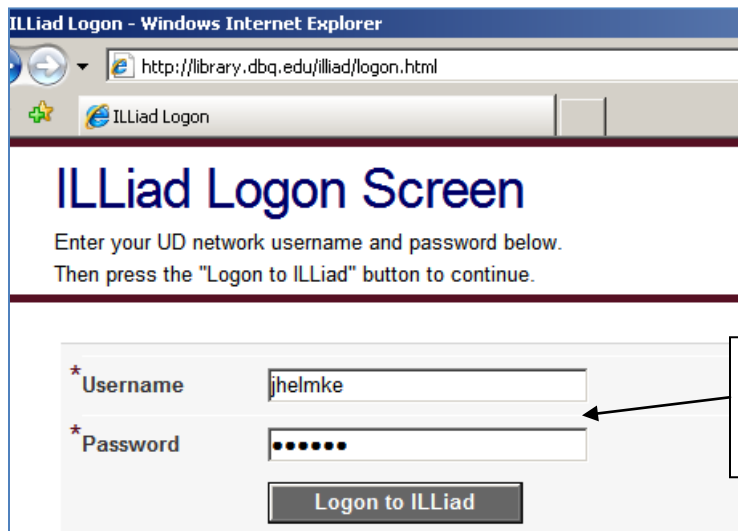 ILLiad Logon - Windows Internet Explorer
http://library.dbq.edu/illiad/logon.html
ILLiad Logon
ILLiad Logon Screen
Enter your UD network username and password below.
Then press the "Logon to ILLiad" button to continue.
*Username jhelmke
*Password ••••••
Logon to ILLiad